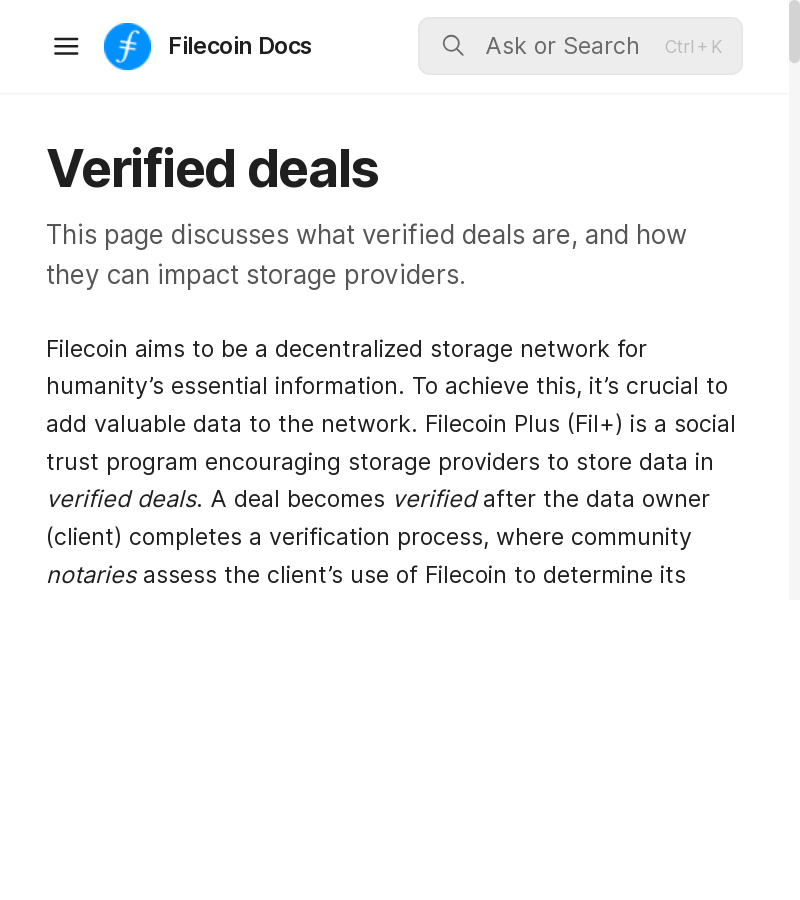 Filecoin Docs
Ask or Search
Ctrl + K
Verified deals
This page discusses what verified deals are, and how
they can impact storage providers.
Filecoin aims to be a decentralized storage network for
humanity’s essential information. To achieve this, it’s crucial to
add valuable data to the network. Filecoin Plus (Fil+) is a social
trust program encouraging storage providers to store data in
verified deals. A deal becomes verified after the data owner
(client) completes a verification process, where community
notaries assess the client’s use of Filecoin to determine its